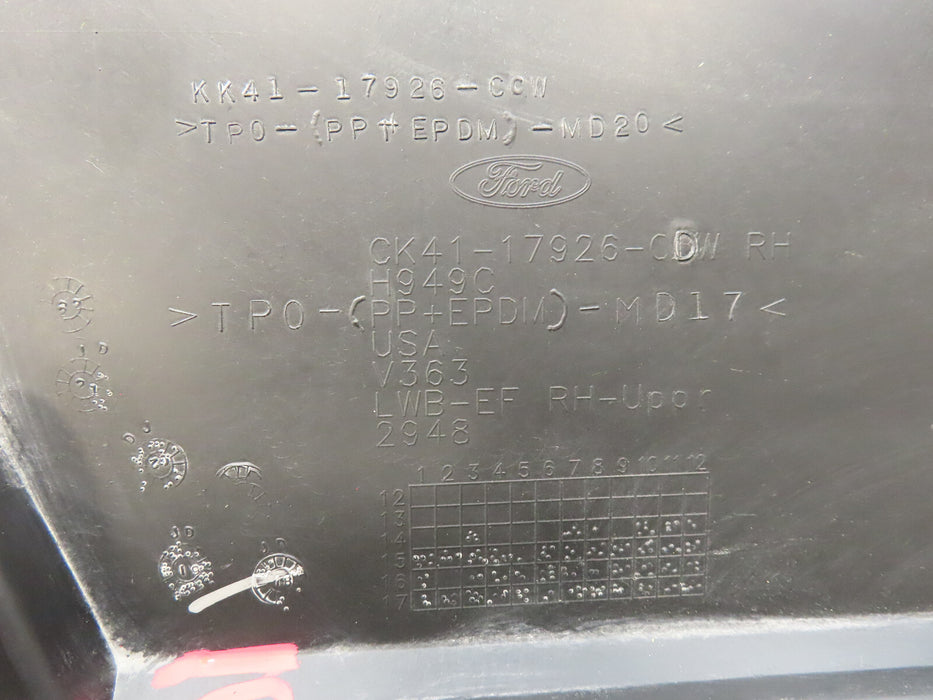 KK41-17926-CCW
>TPO-(PP+EPDM)-MD20<
Ford
CK41-17926-CDW RH
H949C
>TPO-(PP+EPDM)-MD17<
USA
V363
LWB-EF RH-Upor
2948
1 2 3 4 5 6 7 8 9 10 11 12
12
13
14
15
16
17